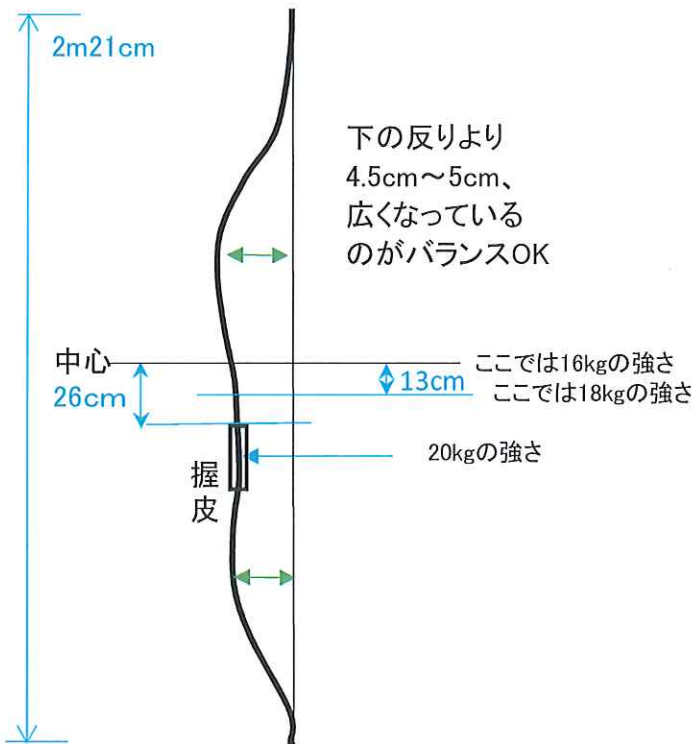 2m21cm
下の反りより
4.5cm～5cm、
広くなっている
のがバランスOK
中心
ここでは16kgの強さ
26cm
13cm
ここでは18kgの強さ
20kgの強さ
握
皮